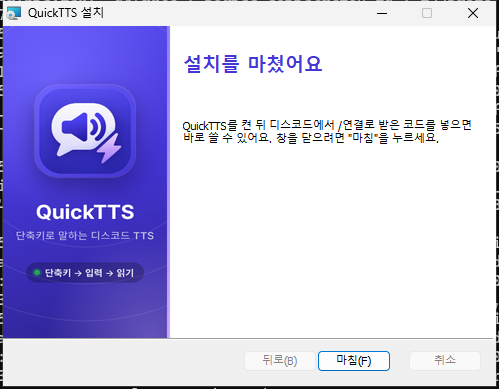 QuickTTS 설치
설치를 마쳤어요
QuickTTS를 켠 뒤 디스코드에서 /연결로 받은 코드를 넣으면
바로 쓸 수 있어요. 창을 닫으려면 "마침"을 누르세요.
QuickTTS
단축키로 말하는 디스코드 TTS
단축키 → 입력 → 읽기
뒤로(B)
마침(F)
취소